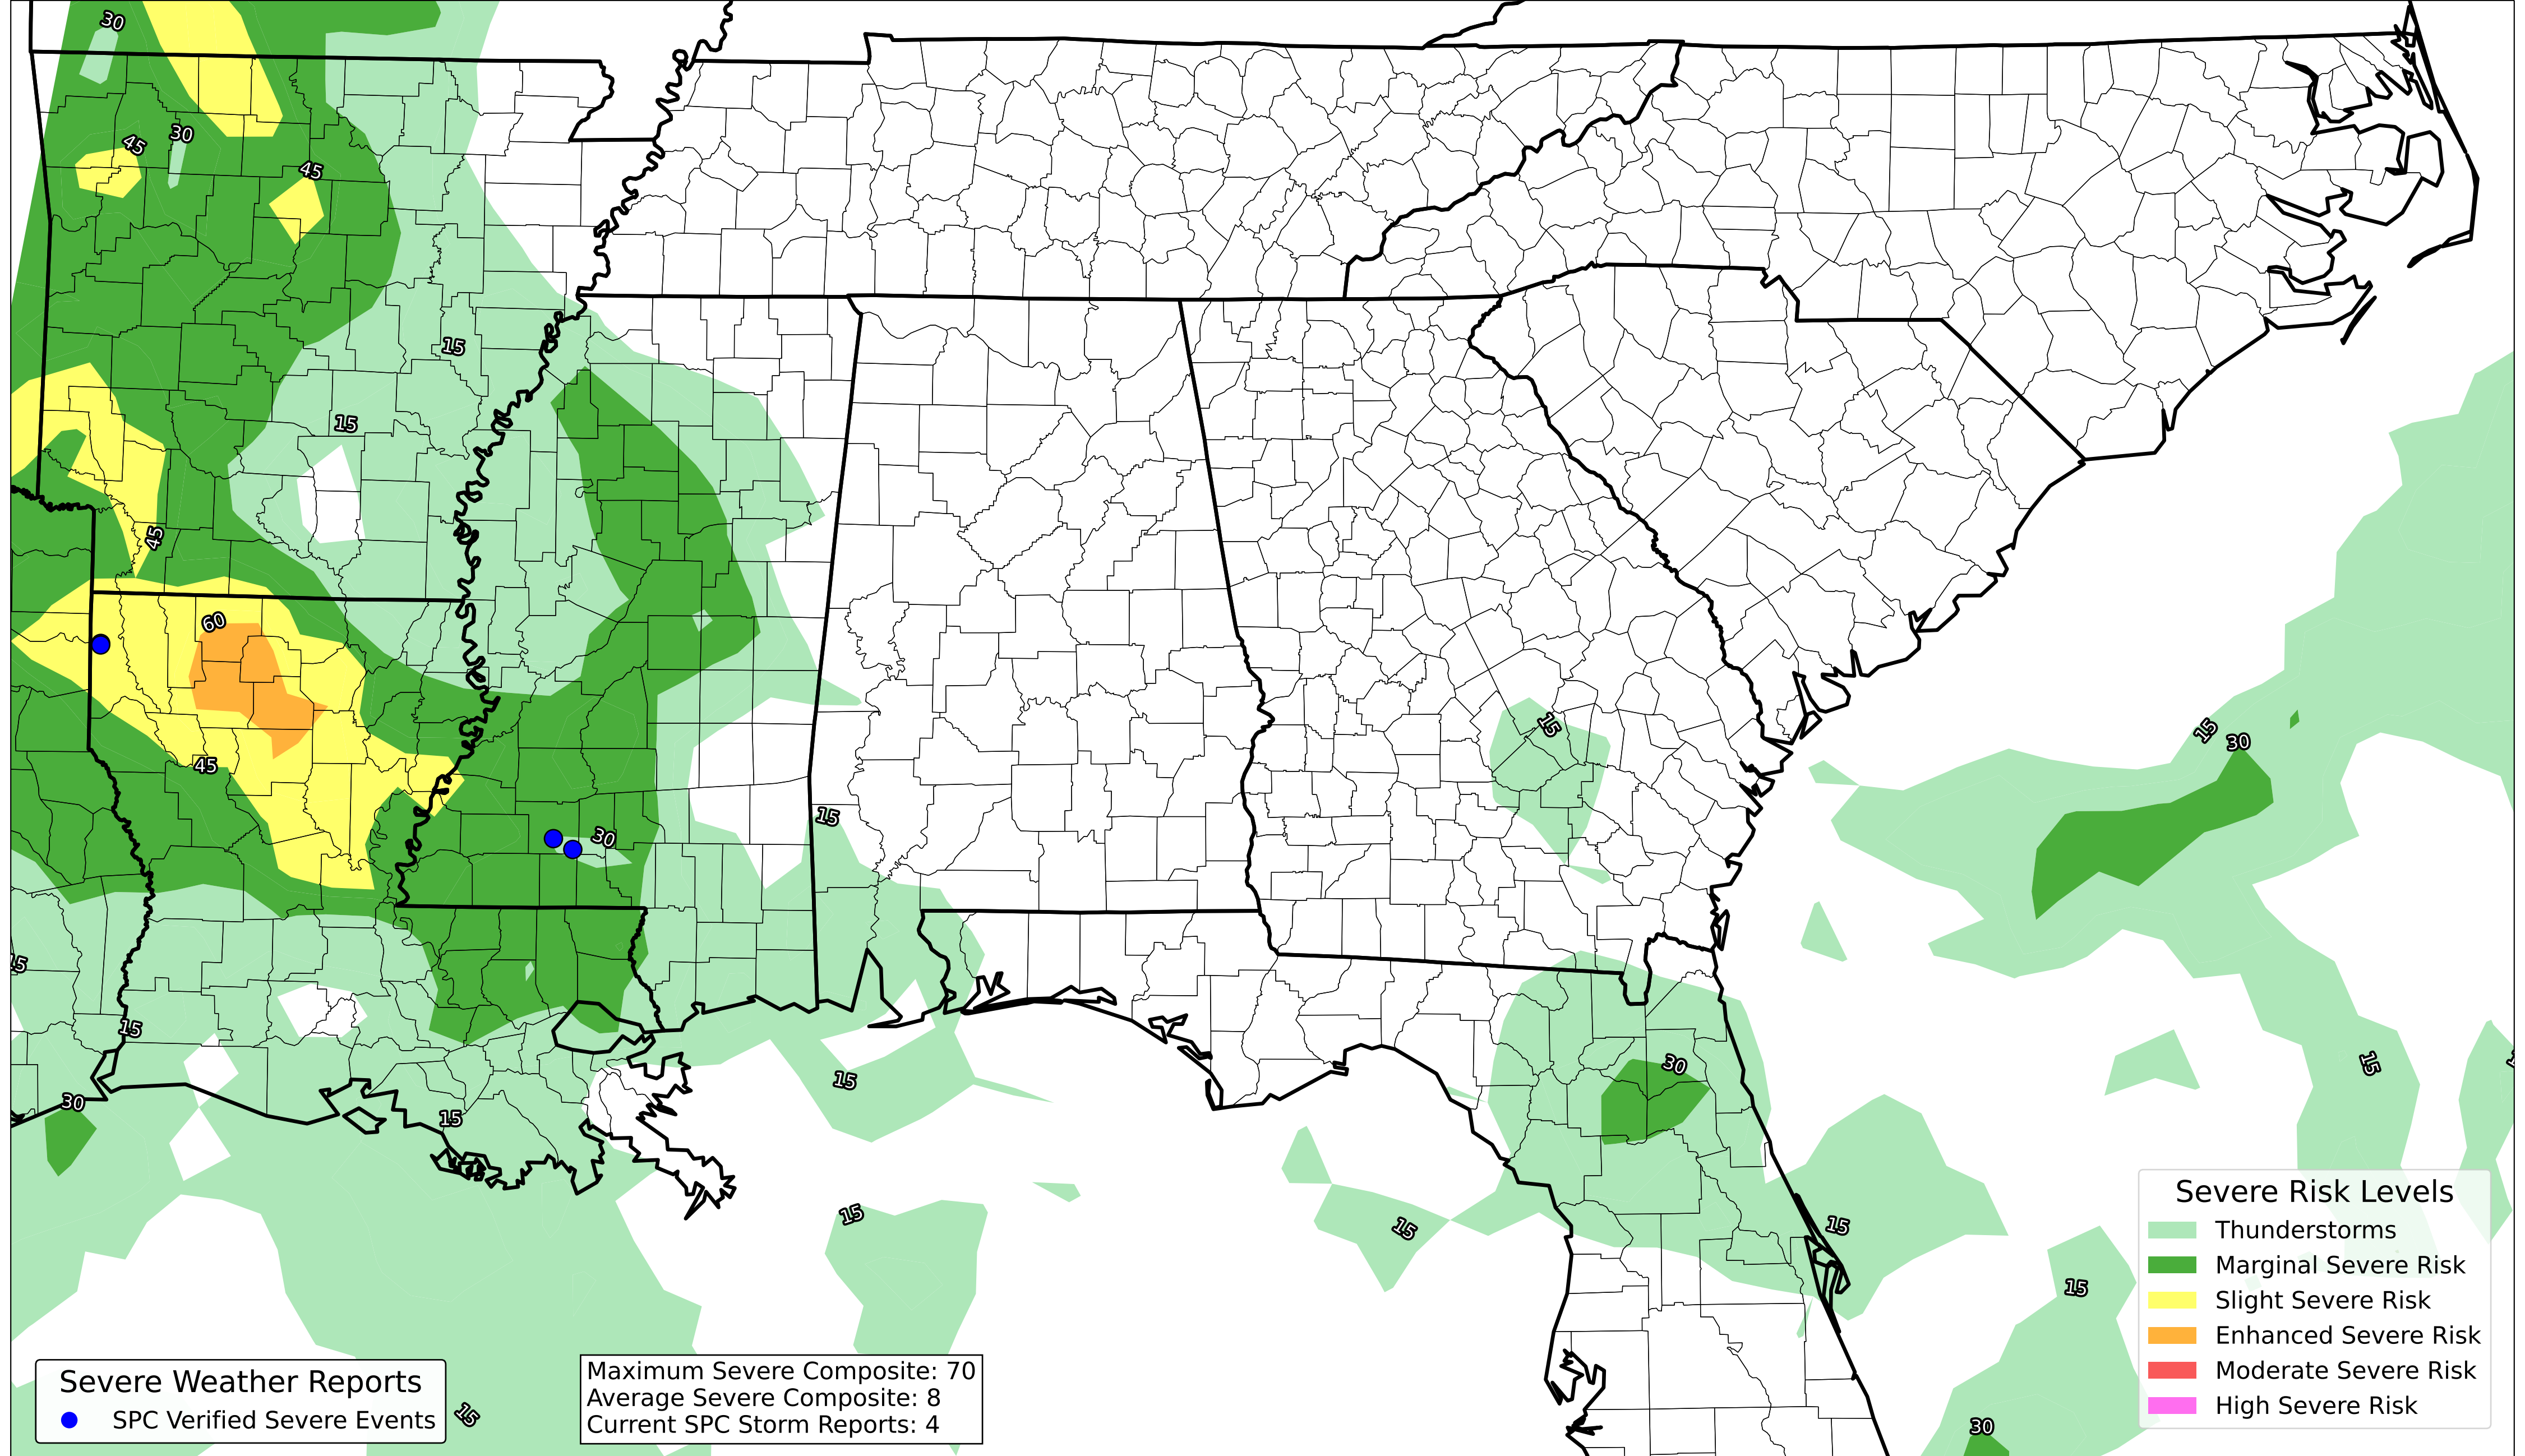 30
45
30
45
15
15
45
60
45
15
30
15
15
30
15
15
15
30
15
30
15
15
15
15
15
15
15
30
Severe Risk Levels
Thunderstorms
Marginal Severe Risk
Slight Severe Risk
Enhanced Severe Risk
Moderate Severe Risk
High Severe Risk
Severe Weather Reports
SPC Verified Severe Events
Maximum Severe Composite: 70
Average Severe Composite: 8
Current SPC Storm Reports: 4